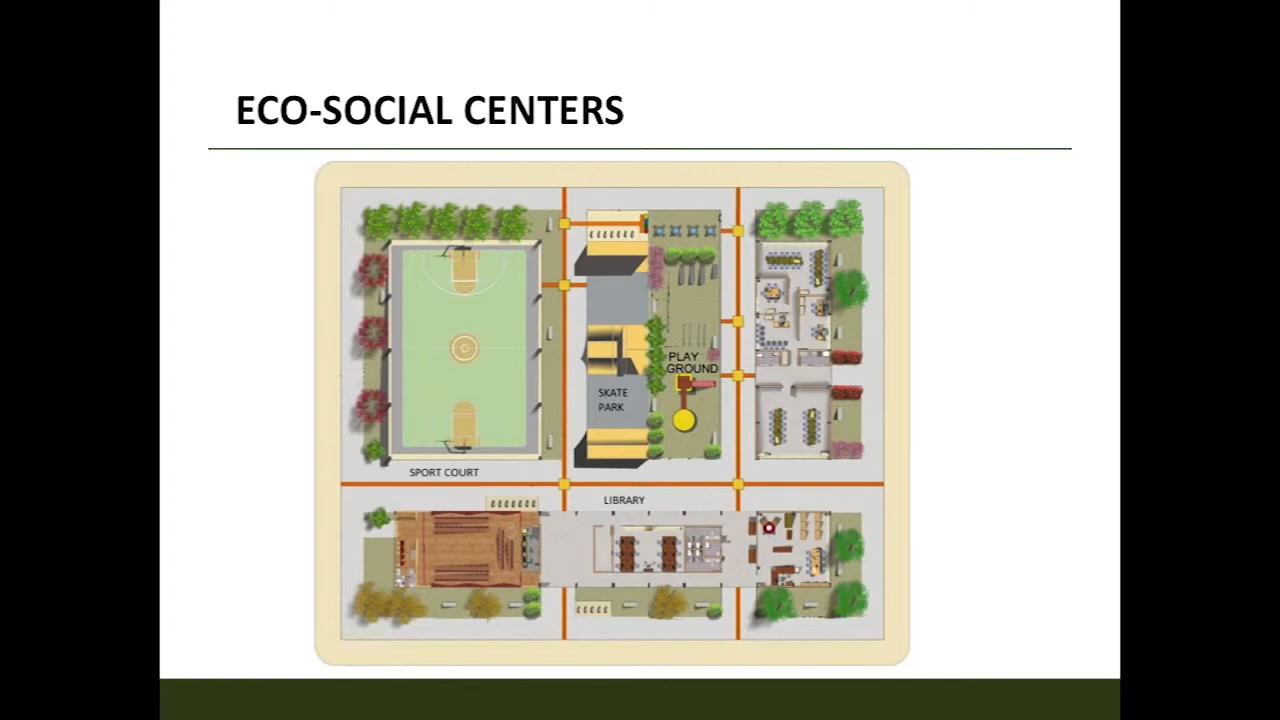 ECO-SOCIAL CENTERS
PLAY
GROUND
SKATE
PARK
SPORT COURT
LIBRARY